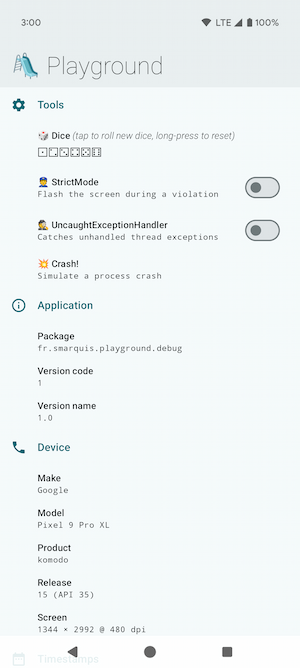 3:00 LTE 100%
Playground
Tools
Dice (tap to roll new dice, long-press to reset)
⚀⚁⚂⚃⚄⚅
StrictMode
Flash the screen during a violation
UncaughtExceptionHandler
Catches unhandled thread exceptions
Crash!
Simulate a process crash
Application
Package
fr.smarquis.playground.debug
Version code
1
Version name
1.0
Device
Make
Google
Model
Pixel 9 Pro XL
Product
komodo
Release
15 (API 35)
Screen
1344 × 2992 @ 480 dpi
Timestamps